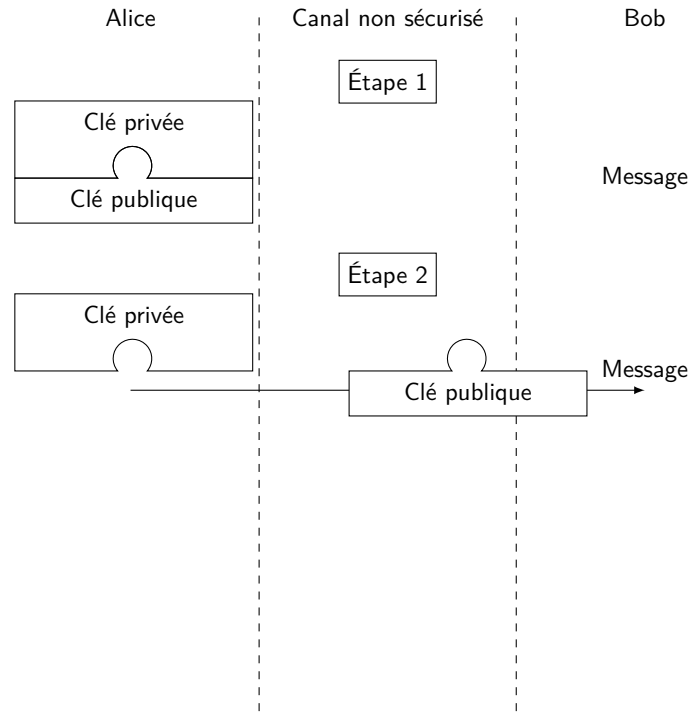 Alice
Canal non sécurisé
Bob
Étape 1
Clé privée
Message
Clé publique
Étape 2
Clé privée
Message
Clé publique